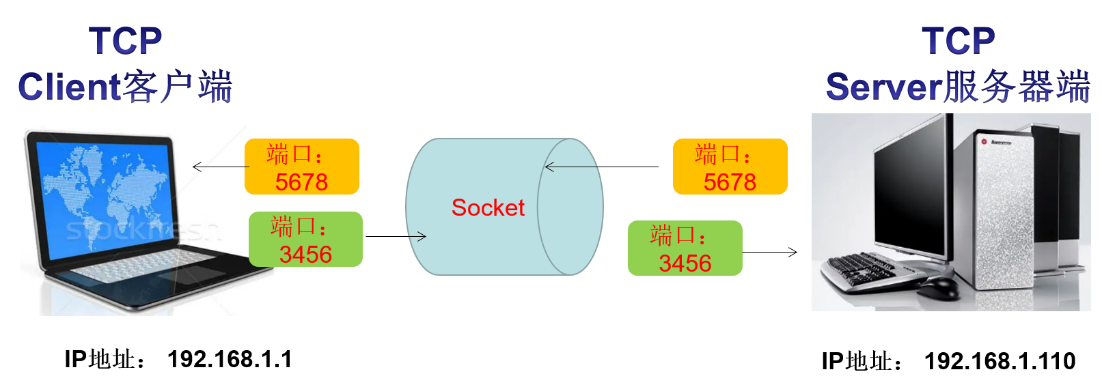 TCP
Client客户端
TCP
Server服务器端
端口：
5678
端口：
3456
Socket
端口：
5678
端口：
3456
IP地址： 192.168.1.1
IP地址： 192.168.1.110